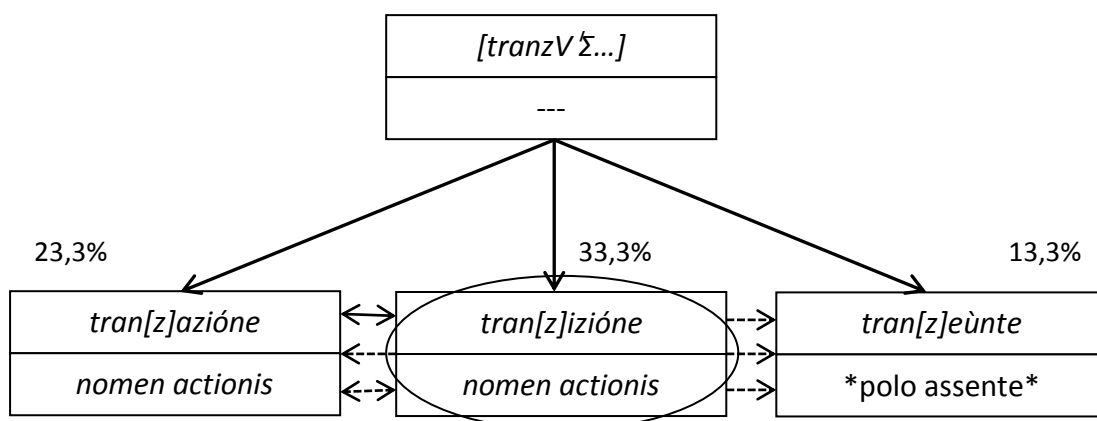 [tranzV ˈΣ...]
---
23,3% 33,3% 13,3%
tran[z]azióne tran[z]izióne tran[z]eùnte
nomen actionis nomen actionis *polo assente*